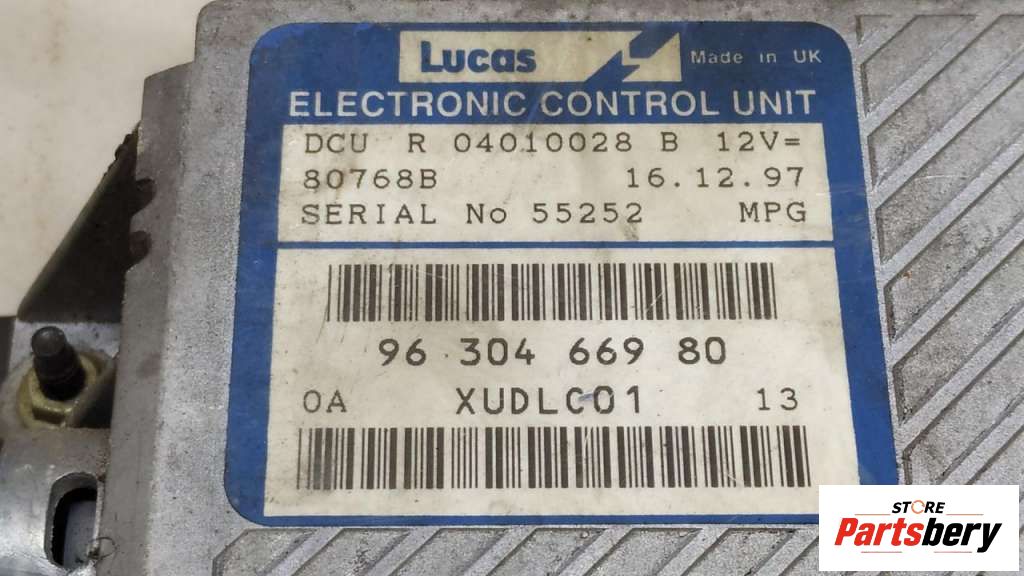 Lucas Made in UK
ELECTRONIC CONTROL UNIT
DCU R 04010028 B 12V=
80768B 16.12.97
SERIAL No 55252 MPG
96 304 669 80
0A XUDLC01 13
STORE
Partsbery